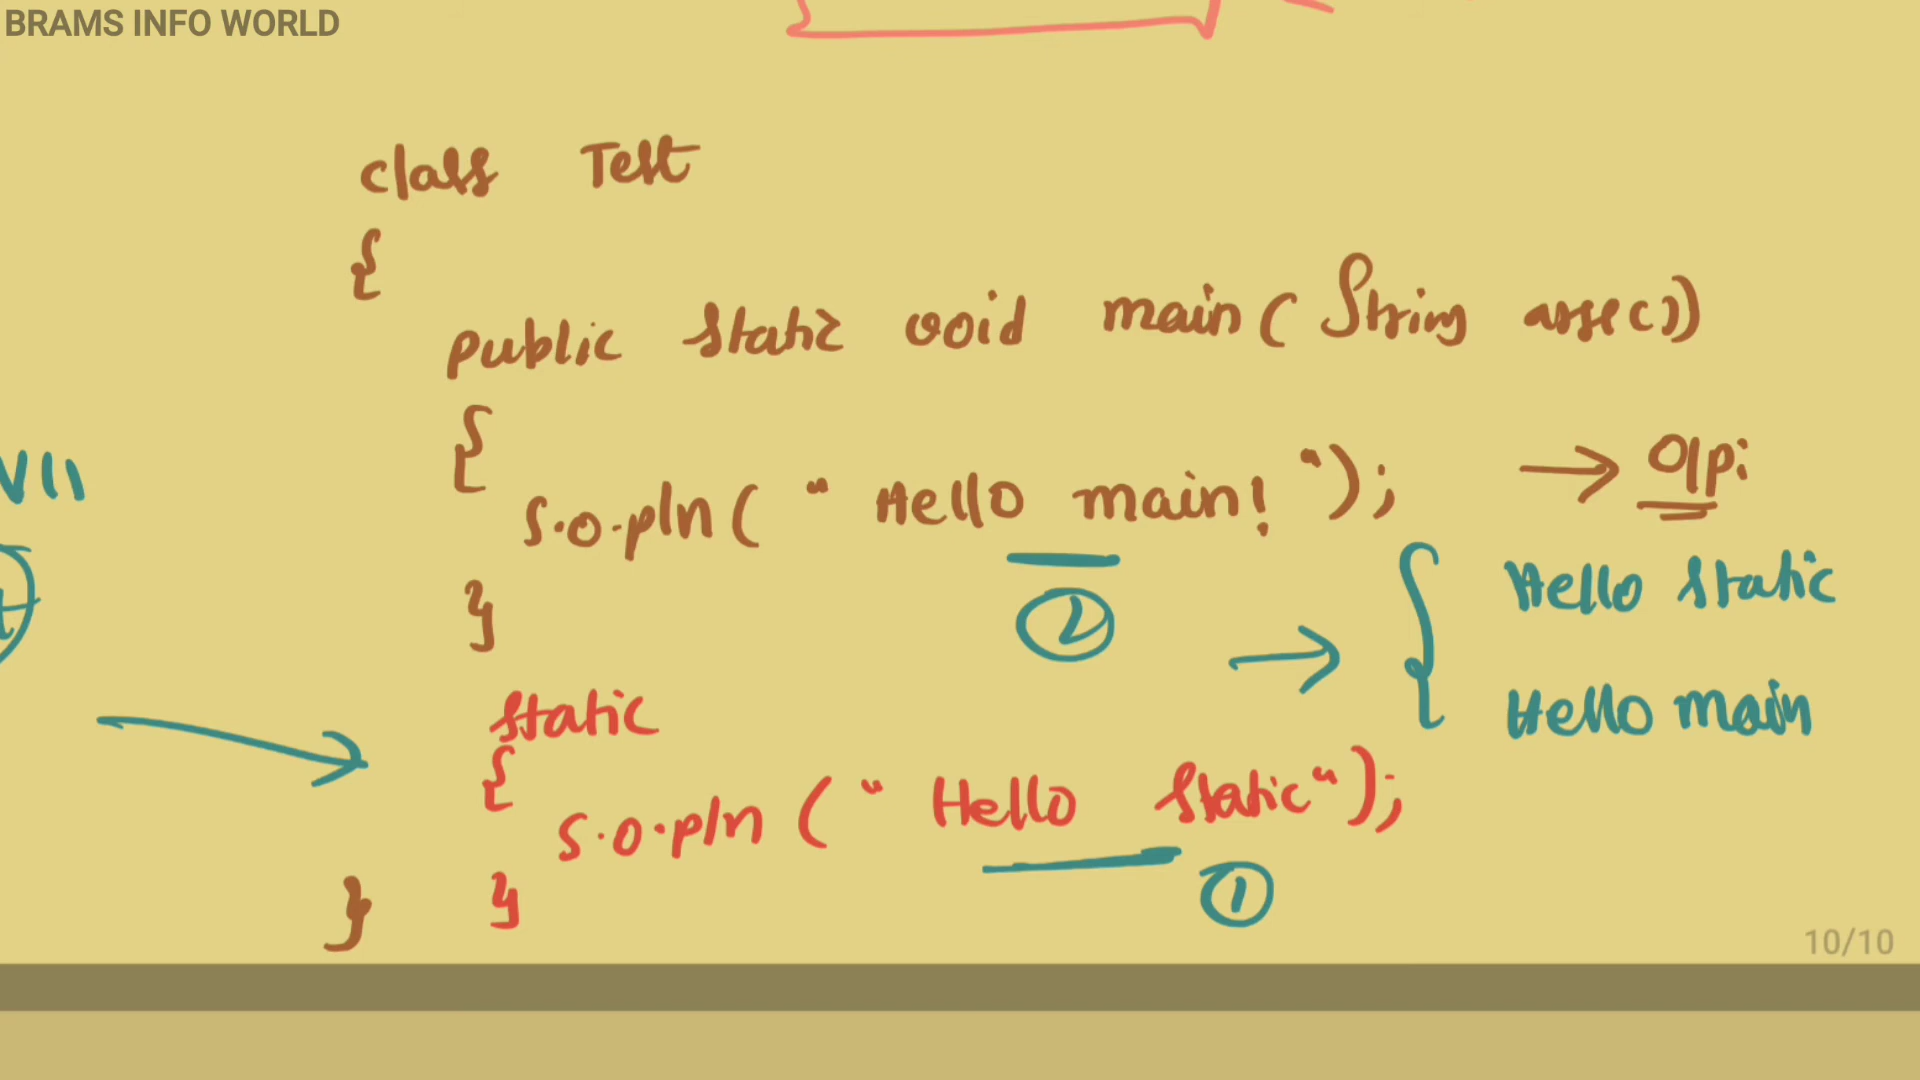 BRAMS INFO WORLD
class Test
{
public static void main( String args[])
{
S.o.pln( " Hello main! "); → O/p:
②
}
→ { Hello static
Hello main
static
{
S.o.pln ( " Hello static");
①
}
}
10/10